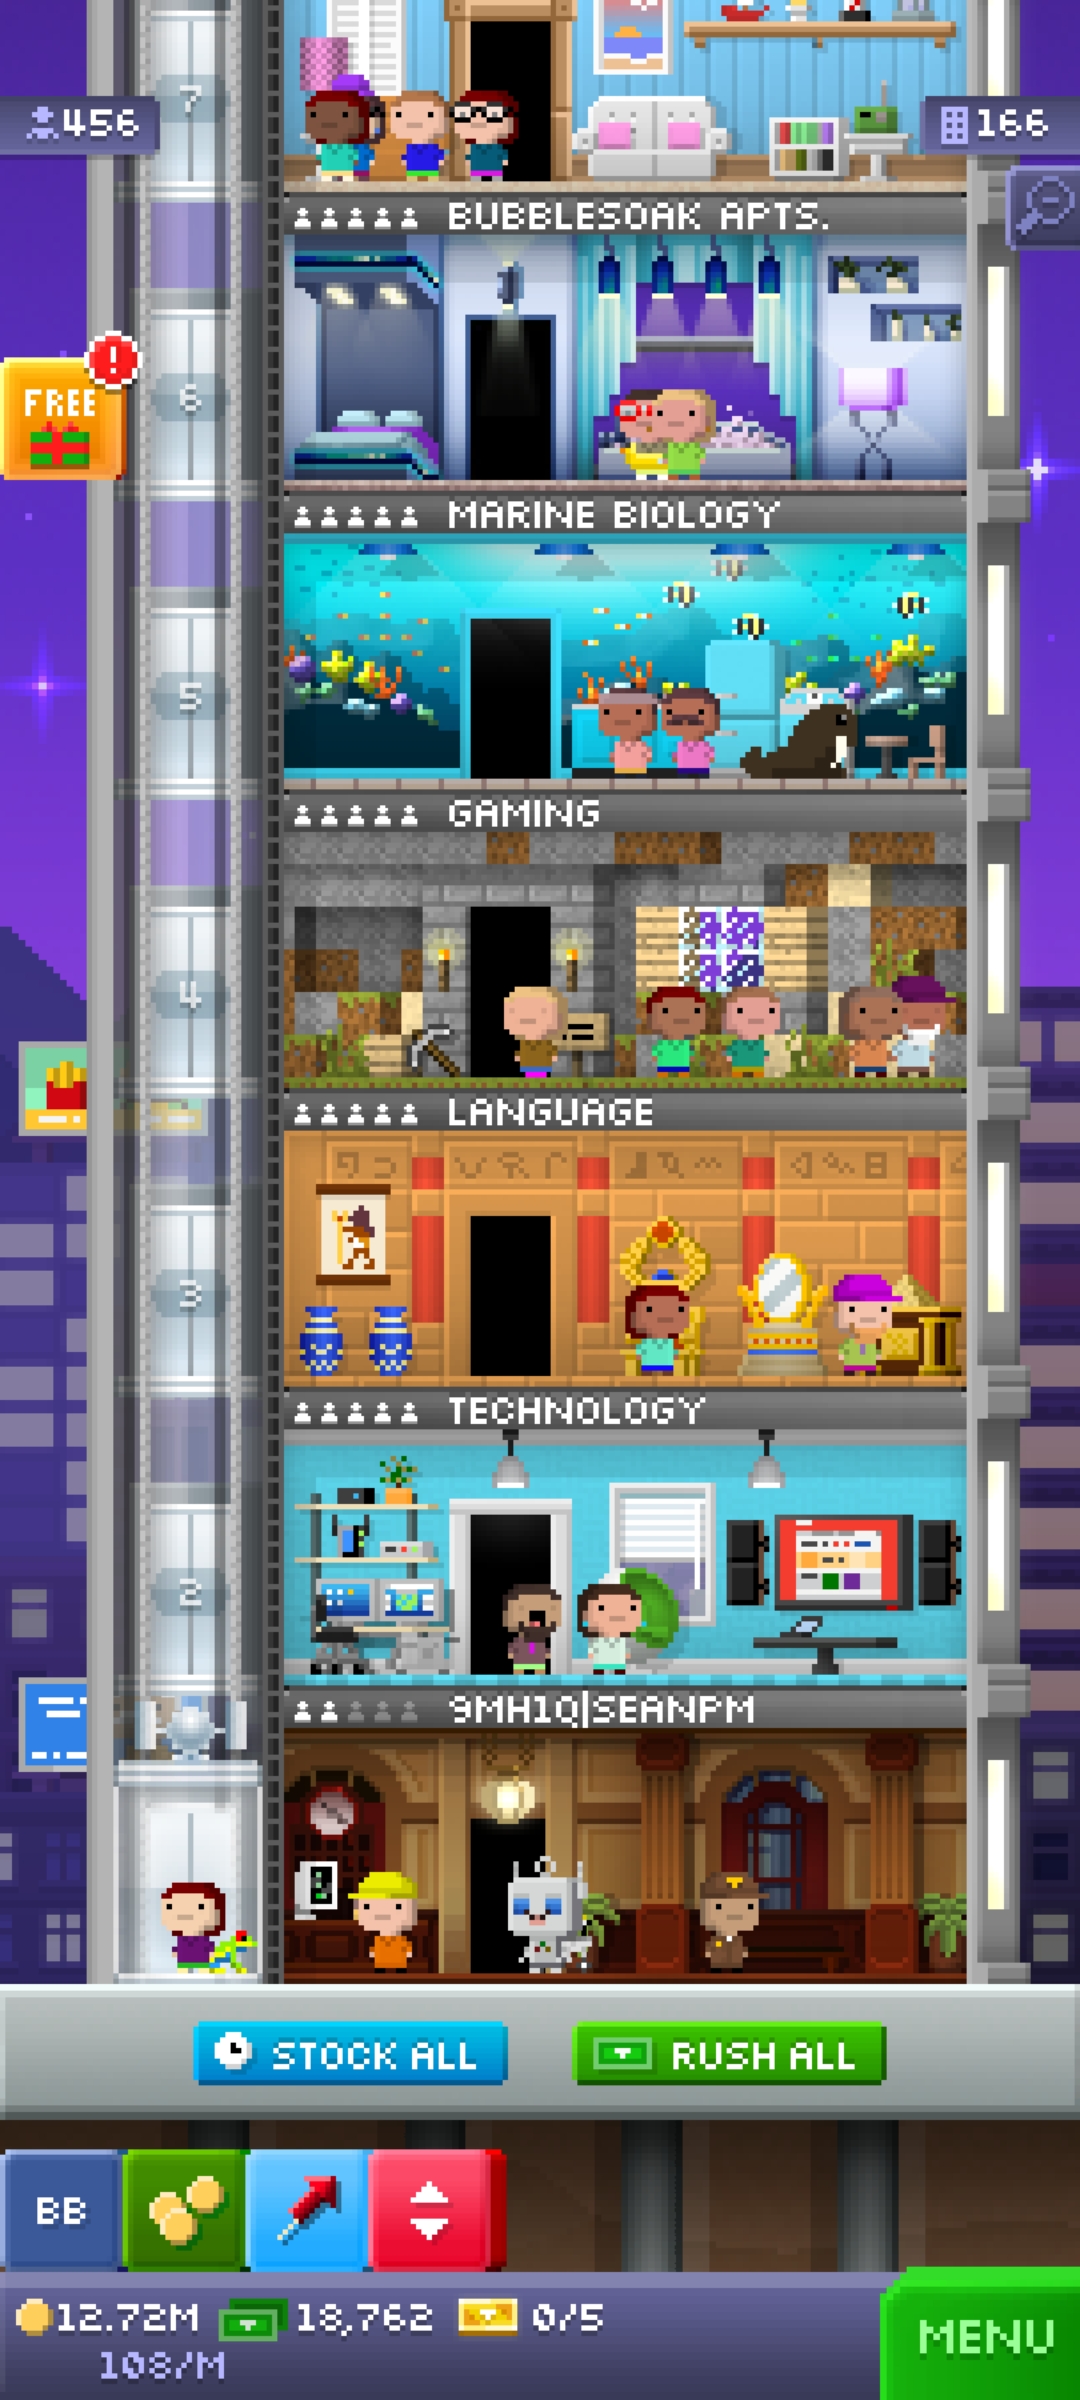 7
456
166
BUBBLESOAK APTS.
6
FREE
!
MARINE BIOLOGY
5
GAMING
4
LANGUAGE
3
TECHNOLOGY
2
9MH1Q|SEANPM
STOCK ALL
RUSH ALL
BB
12.72M
18,762
0/5
108/M
MENU